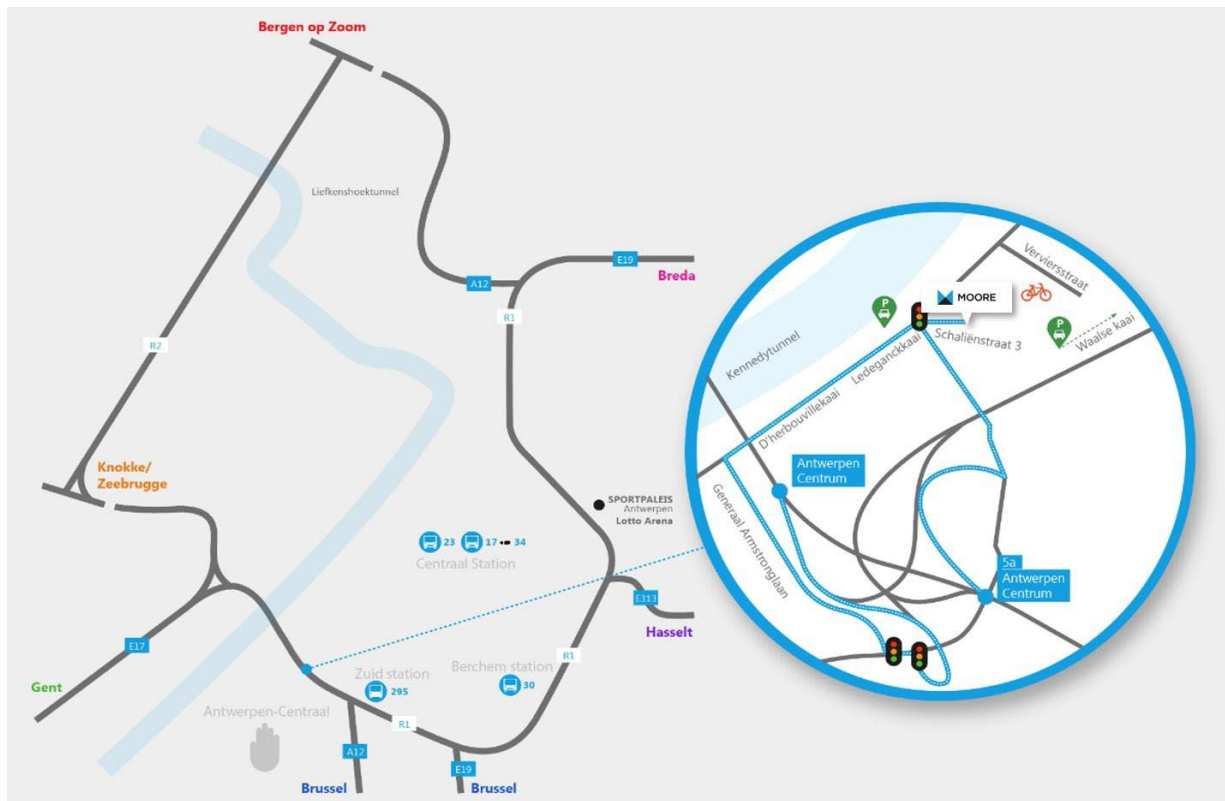 Bergen op Zoom
Liefkenshoektunnel
E19
Breda
A12
R1
R2
Knokke/
Zeebrugge
SPORTPALEIS
Antwerpen
Lotto Arena
23
17
34
Centraal Station
E313
Hasselt
E17
Gent
Zuid station
295
Berchem station
30
R1
Antwerpen-Centraal
R1
A12
E19
Brussel
Brussel
Verviersstraat
MOORE
P
P
Schaliënstraat 3
Waalse kaai
Kennedytunnel
Ledeganckkaai
D'herbouvillekaai
Antwerpen
Centrum
Generaal Armstronglaan
5a
Antwerpen
Centrum